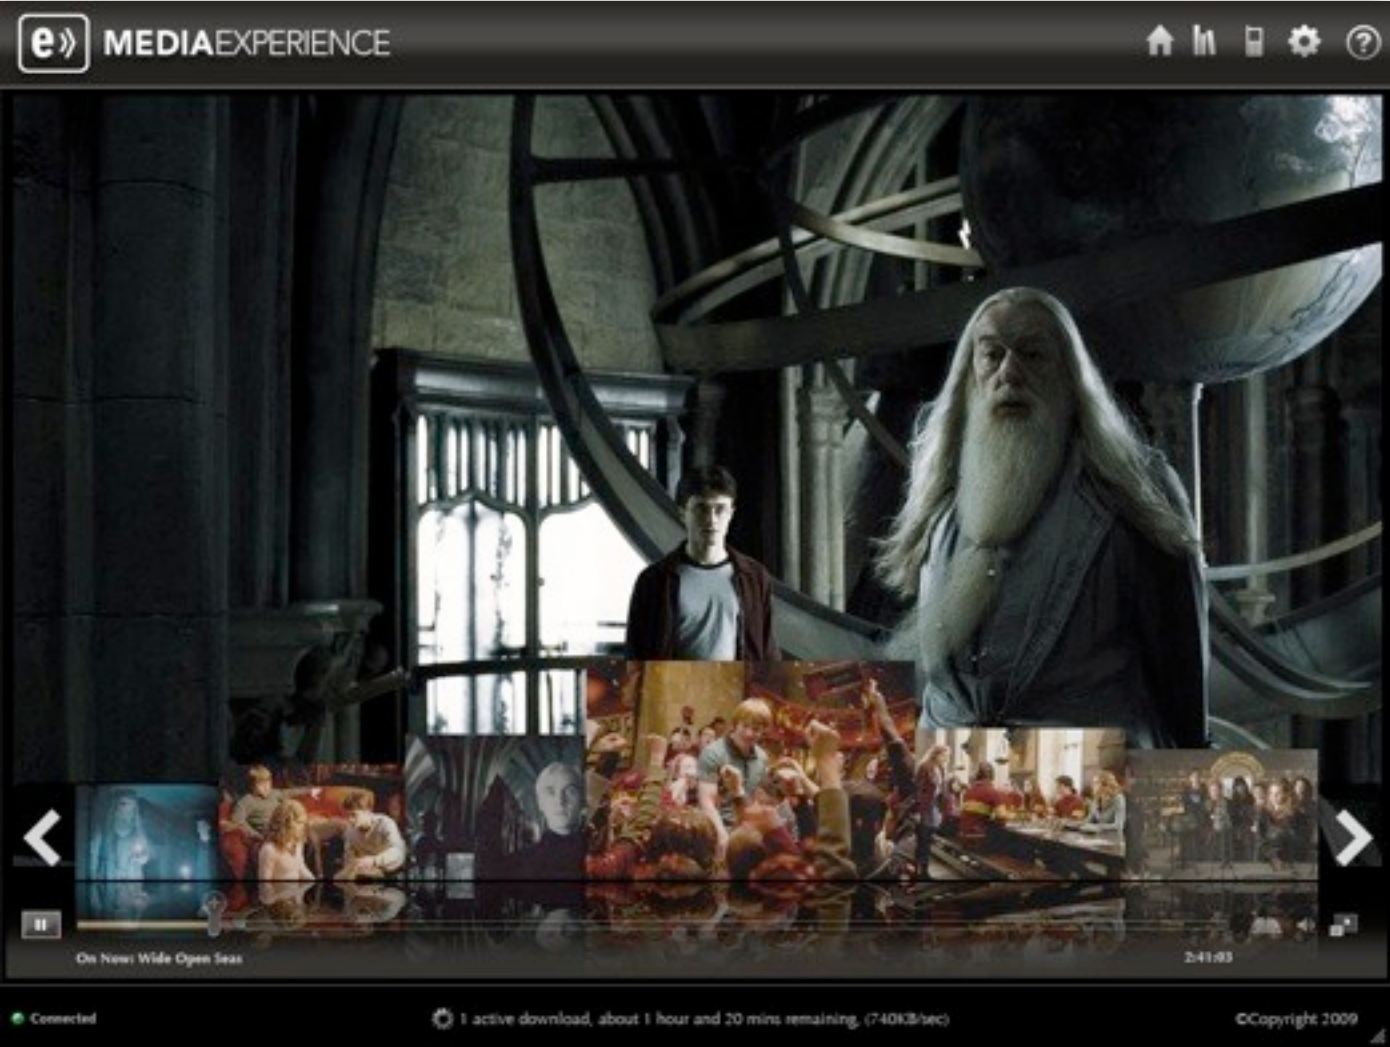 e)) MEDIAEXPERIENCE
?
On Now: Wide Open Seas
2:41:03
Connected
1 active download, about 1 hour and 20 mins remaining, (740KB/sec)
©Copyright 2009